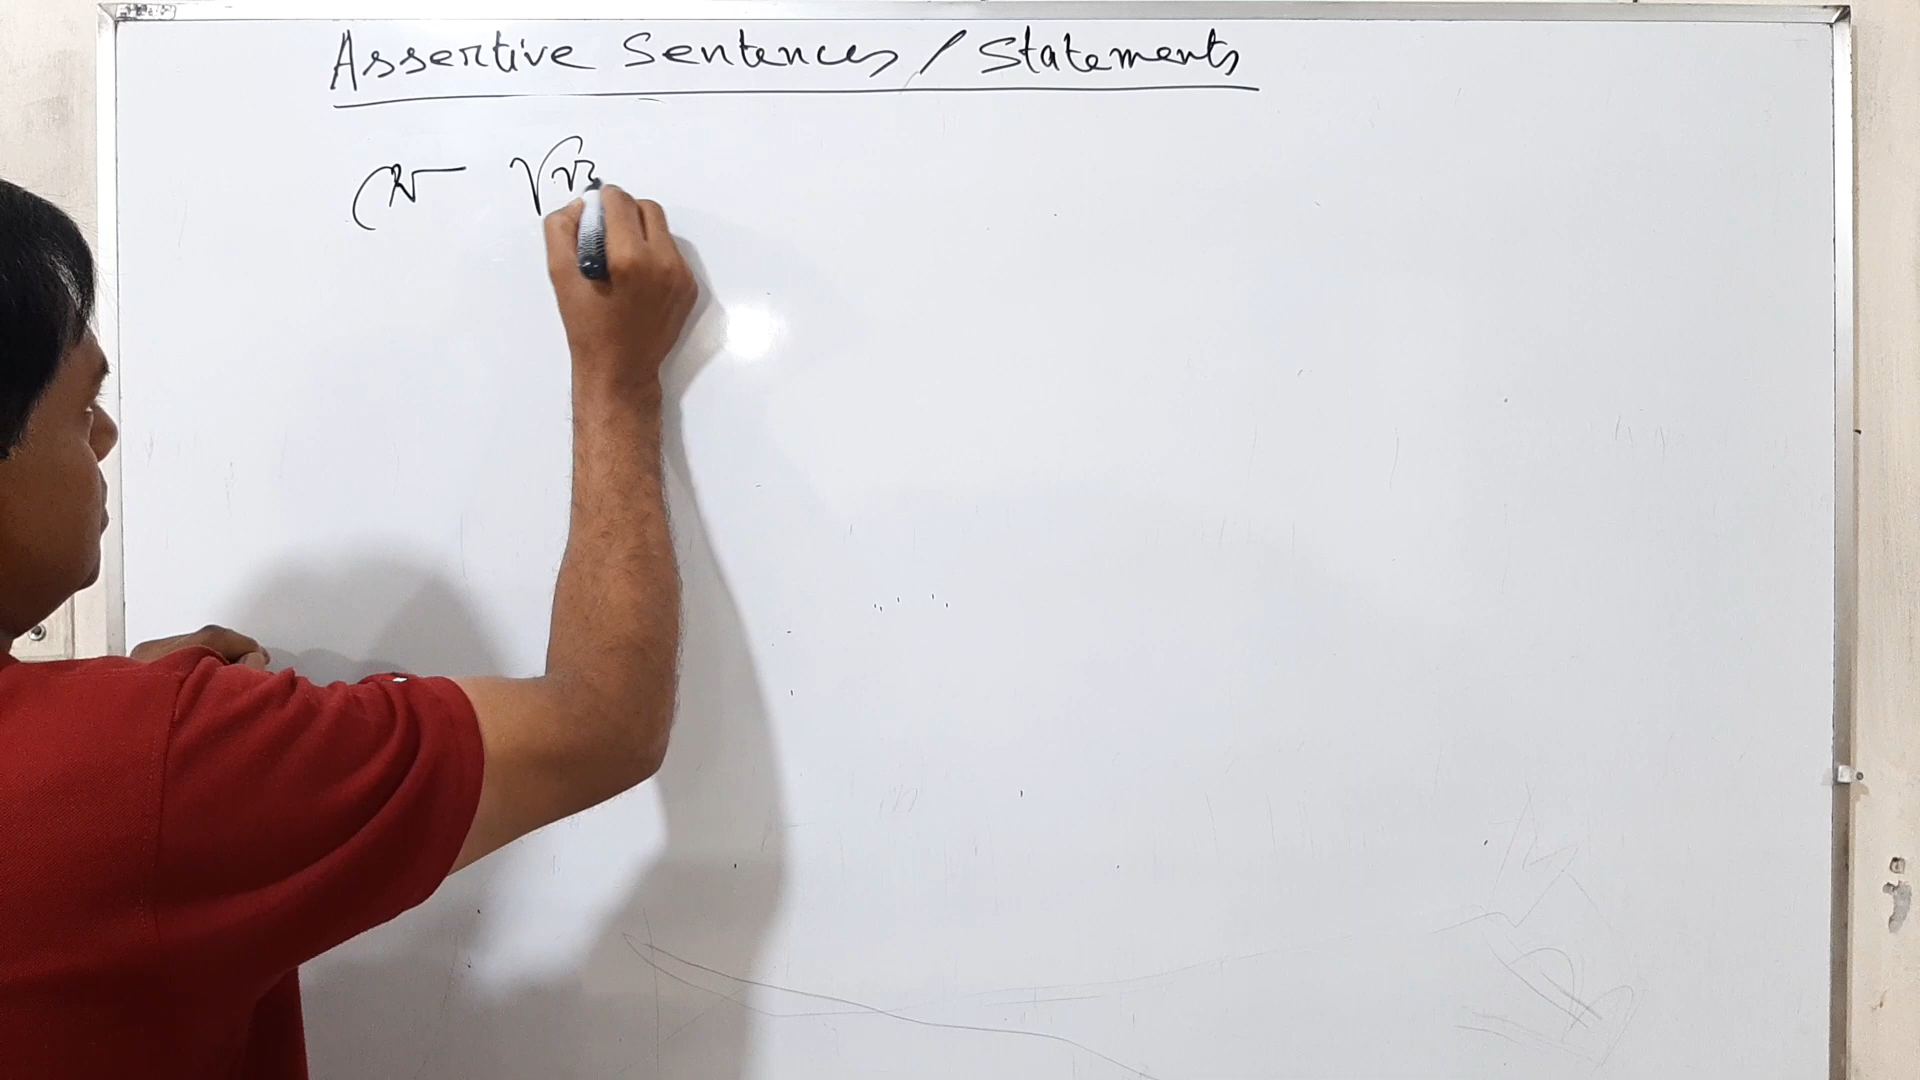 Assertive Sentences / Statements
যে